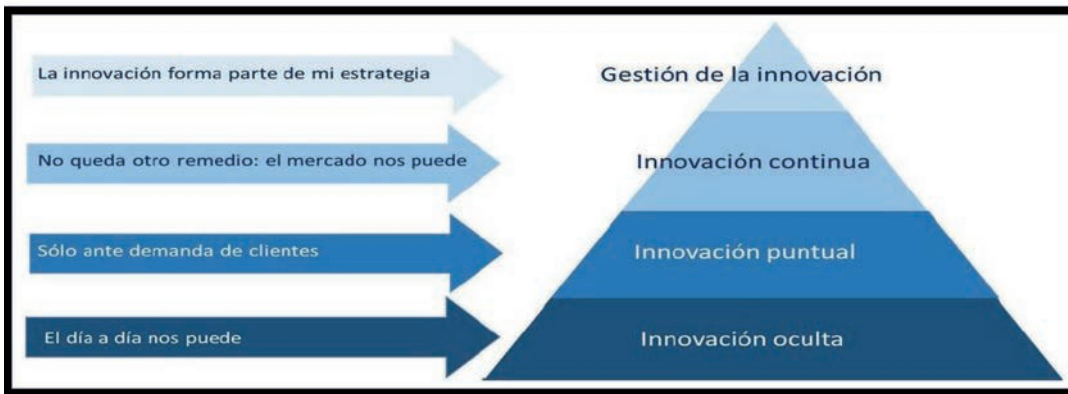 La innovación forma parte de mi estrategia
Gestión de la innovación
No queda otro remedio: el mercado nos puede
Innovación continua
Sólo ante demanda de clientes
Innovación puntual
El día a día nos puede
Innovación oculta